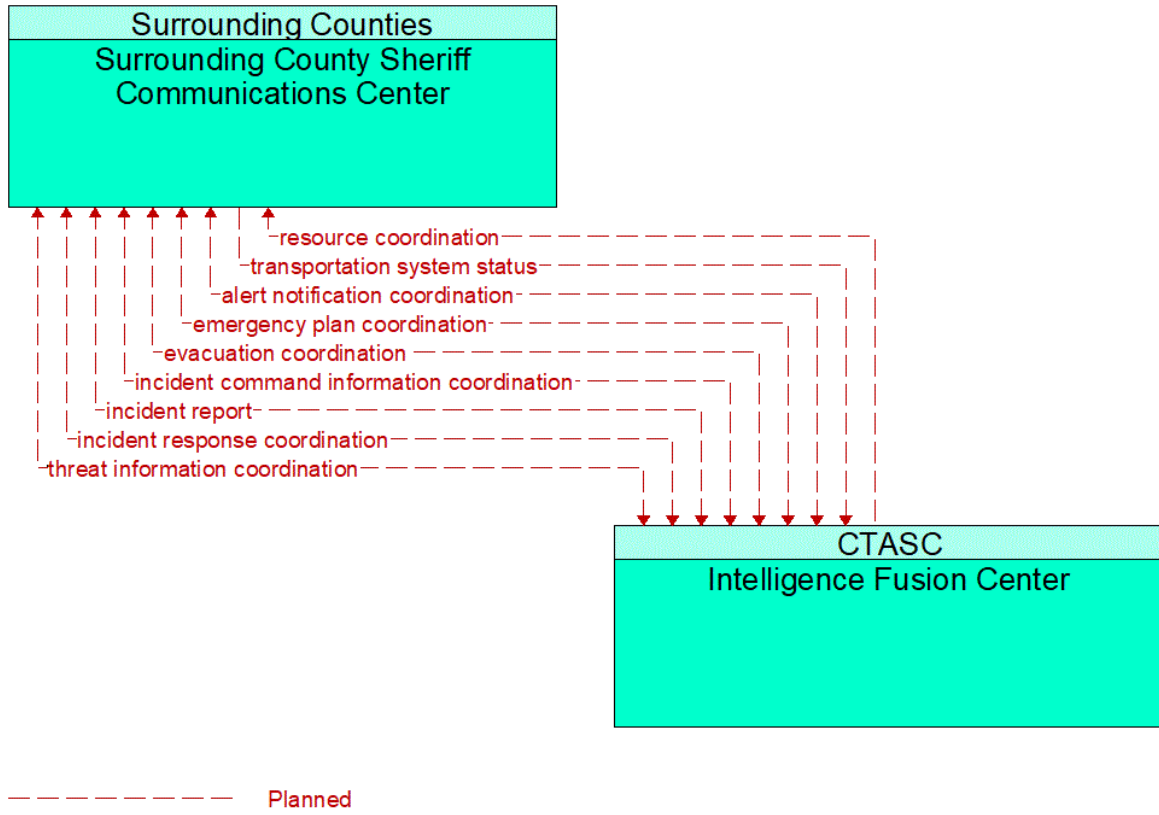 Surrounding Counties
Surrounding County Sheriff
Communications Center
resource coordination
transportation system status
alert notification coordination
emergency plan coordination
evacuation coordination
incident command information coordination
incident report
incident response coordination
threat information coordination
CTASC
Intelligence Fusion Center
Planned